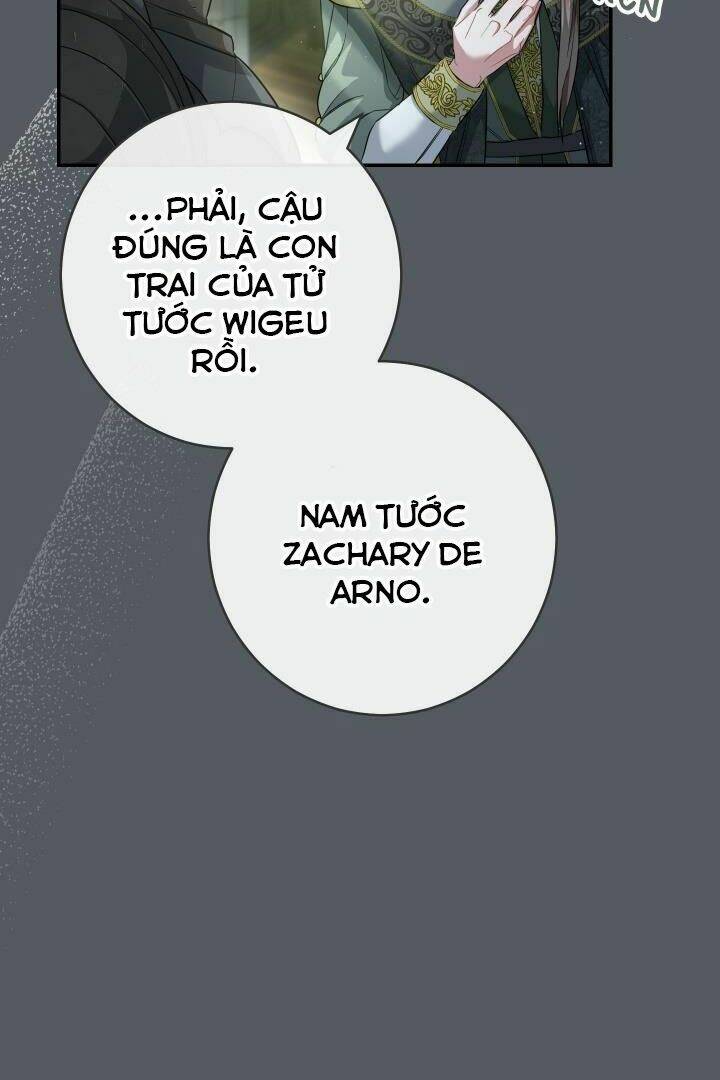 ...PHẢI, CẬU
ĐÚNG LÀ CON
TRAI CỦA TỬ
TƯỚC WIGEU
RỒI.
NAM TƯỚC
ZACHARY DE
ARNO.